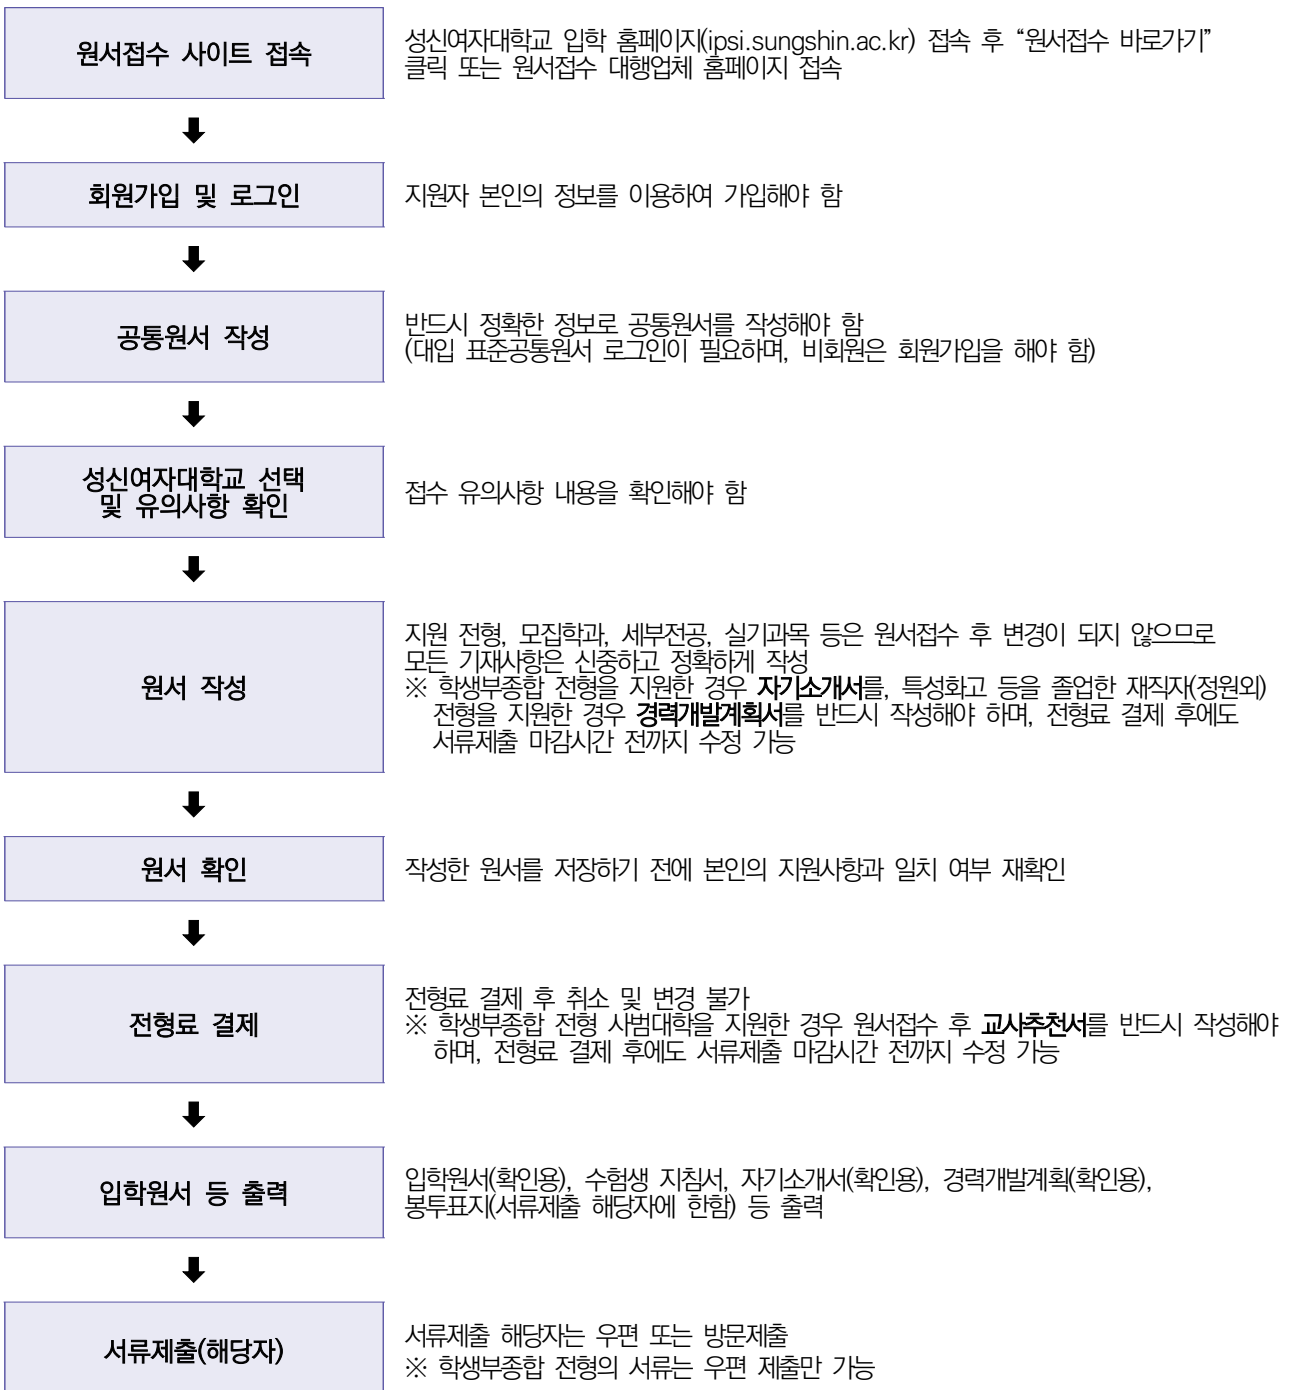 원서접수 사이트 접속
성신여자대학교 입학 홈페이지(ipsi.sungshin.ac.kr) 접속 후 “원서접수 바로가기”
클릭 또는 원서접수 대행업체 홈페이지 접속
회원가입 및 로그인
지원자 본인의 정보를 이용하여 가입해야 함
공통원서 작성
반드시 정확한 정보로 공통원서를 작성해야 함
(대입 표준공통원서 로그인이 필요하며, 비회원은 회원가입을 해야 함)
성신여자대학교 선택
및 유의사항 확인
접수 유의사항 내용을 확인해야 함
원서 작성
지원 전형, 모집학과, 세부전공, 실기과목 등은 원서접수 후 변경이 되지 않으므로
모든 기재사항은 신중하고 정확하게 작성
※ 학생부종합 전형을 지원한 경우 자기소개서를, 특성화고 등을 졸업한 재직자(정원외)
전형을 지원한 경우 경력개발계획서를 반드시 작성해야 하며, 전형료 결제 후에도
서류제출 마감시간 전까지 수정 가능
원서 확인
작성한 원서를 저장하기 전에 본인의 지원사항과 일치 여부 재확인
전형료 결제
전형료 결제 후 취소 및 변경 불가
※ 학생부종합 전형 사범대학을 지원한 경우 원서접수 후 교사추천서를 반드시 작성해야
하며, 전형료 결제 후에도 서류제출 마감시간 전까지 수정 가능
입학원서 등 출력
입학원서(확인용), 수험생 지침서, 자기소개서(확인용), 경력개발계획(확인용),
봉투표지(서류제출 해당자에 한함) 등 출력
서류제출(해당자)
서류제출 해당자는 우편 또는 방문제출
※ 학생부종합 전형의 서류는 우편 제출만 가능